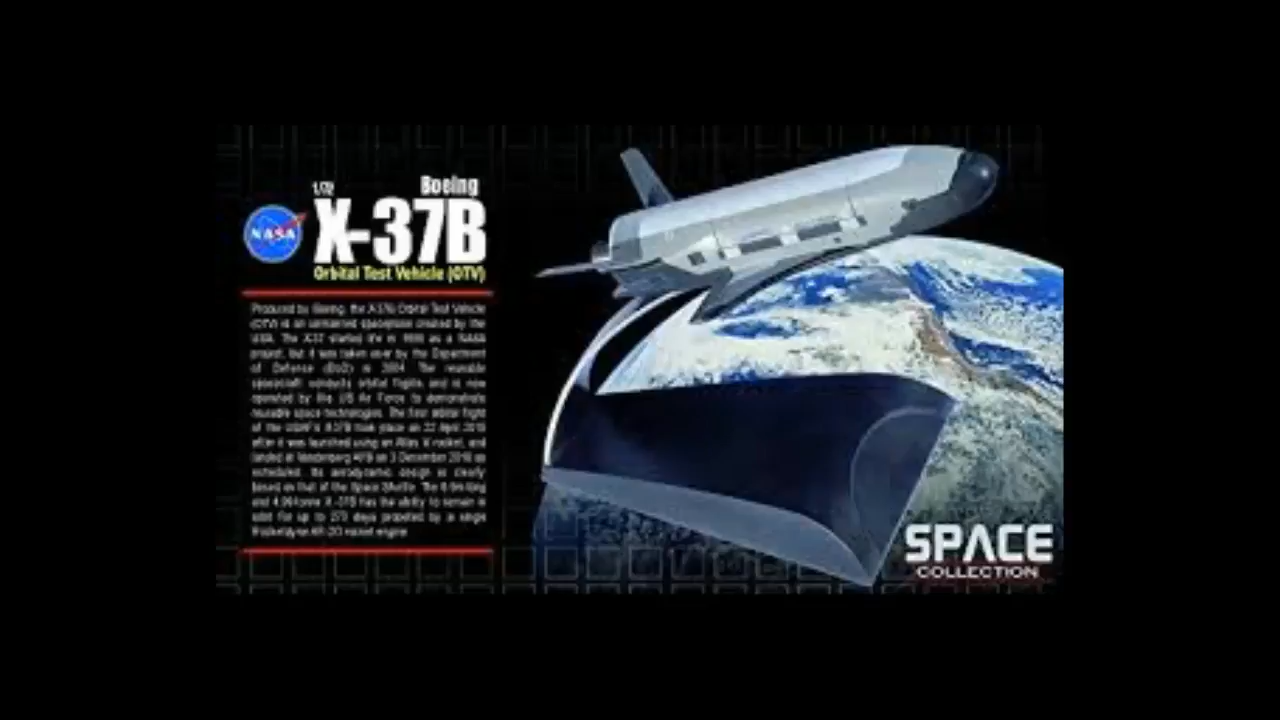 1/72
Boeing
NASA
X-37B
Orbital Test Vehicle (OTV)
Produced by Boeing, the X-37B Orbital Test Vehicle
(OTV) is an unmanned spaceplane created by the
USA. The X-37 started life in 1999 as a NASA
project, but it was taken over by the Department
of Defense (DoD) in 2004. The reusable
spacecraft conducts orbital flights and is now
operated by the US Air Force to demonstrate
reusable space technologies. The first orbital flight
of the USAF's X-37B took place on 22 April 2010
after it was launched using an Atlas V rocket, and
landed at Vandenberg AFB on 3 December 2010 as
scheduled. Its aerodynamic design is clearly
based on that of the Space Shuttle. The
and X-37B has the ability to remain in
orbit for up to 270 days propelled by a single
rocket engine
SPACE
COLLECTION